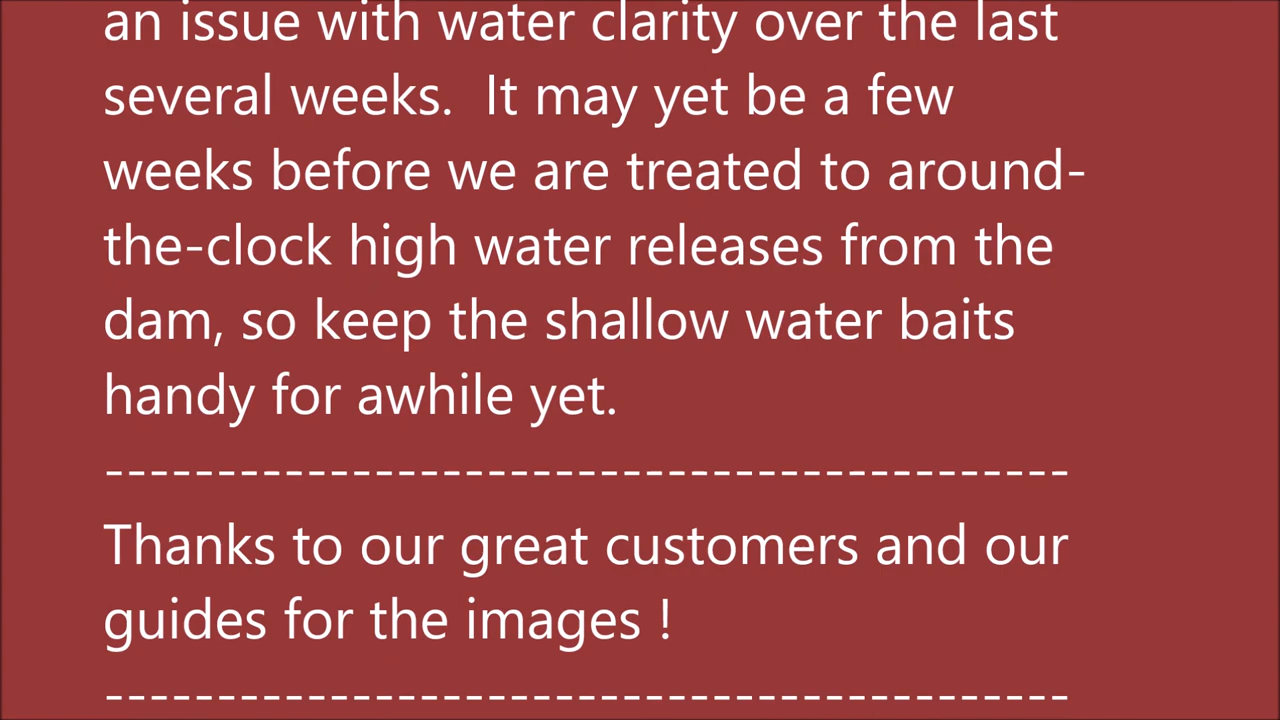 an issue with water clarity over the last
several weeks.  It may yet be a few
weeks before we are treated to around-
the-clock high water releases from the
dam, so keep the shallow water baits
handy for awhile yet.
-------------------------------------------
Thanks to our great customers and our
guides for the images !
-------------------------------------------